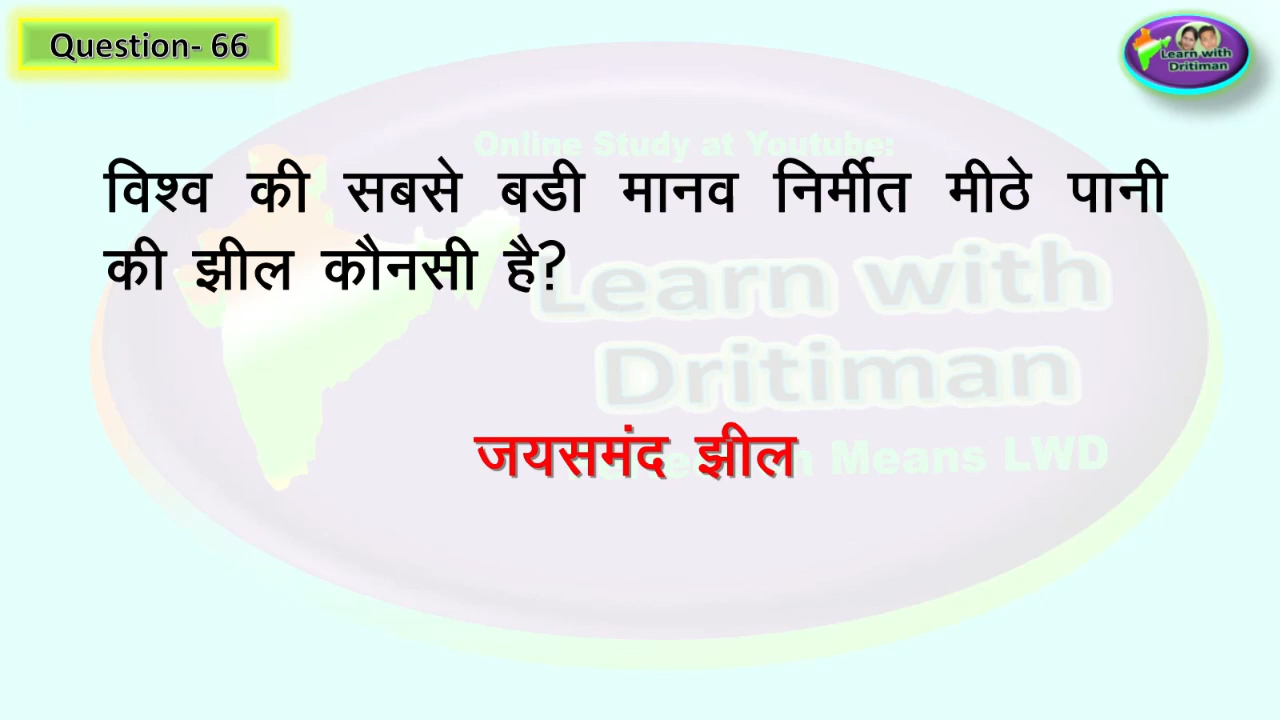 Question- 66
Learn with
Dritiman
Online Study at Youtube:
विश्व की सबसे बडी मानव निर्मीत मीठे पानी
की झील कौनसी है?
Learn with
Dritiman
जयसमंद झील
Means LWD